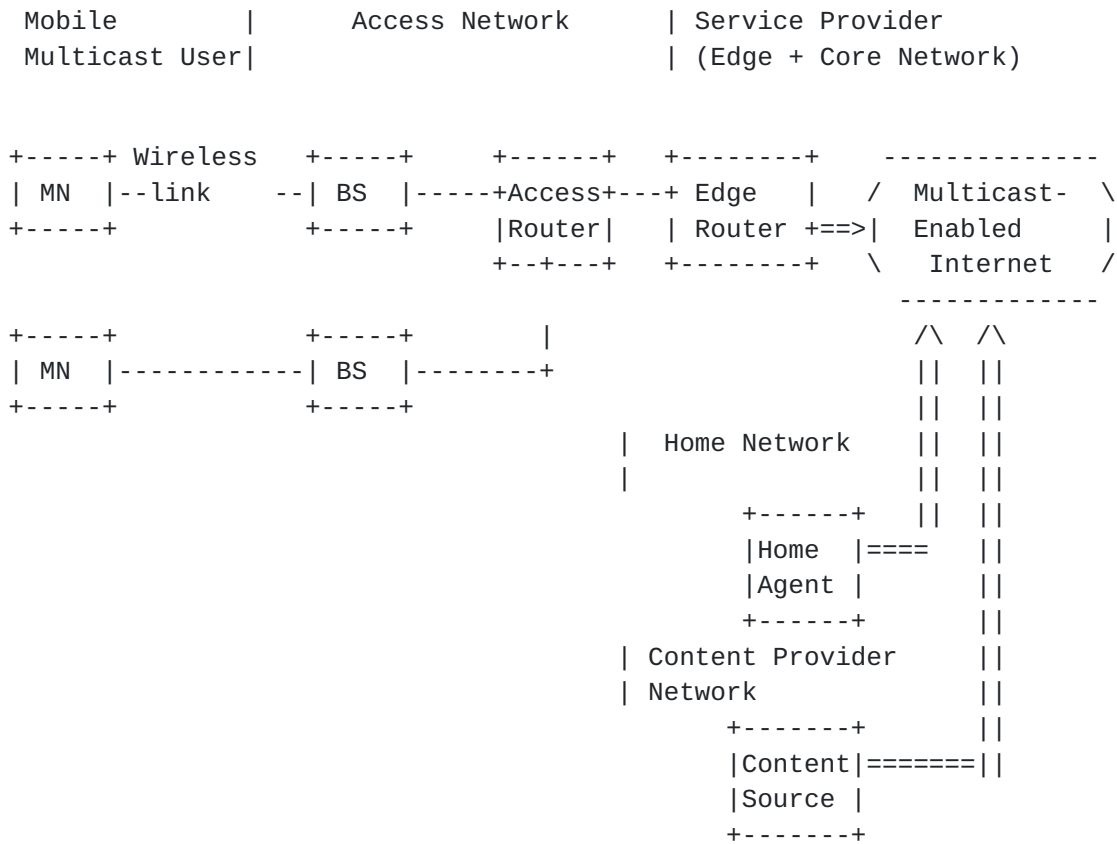 Mobile        |      Access Network      | Service Provider
Multicast User|                          | (Edge + Core Network)
+-----+ Wireless   +-----+     +------+   +--------+    --------------
| MN  |--link    --| BS  |-----+Access+---+ Edge   |   /  Multicast-  \
+-----+            +-----+     |Router|   | Router +==>|  Enabled     |
                               +--+---+   +--------+   \   Internet   /
                                                         -------------
+-----+            +-----+        |                       /\  /\
| MN  |------------| BS  |--------+                       ||  ||
+-----+            +-----+                                ||  ||
                                       |  Home Network    ||  ||
                                       |                  ||  ||
                                               +------+   ||  ||
                                               |Home  |====   ||
                                               |Agent |       ||
                                               +------+       ||
                                       | Content Provider     ||
                                       | Network              ||
                                              +-------+       ||
                                              |Content|=======||
                                              |Source |
                                              +-------+